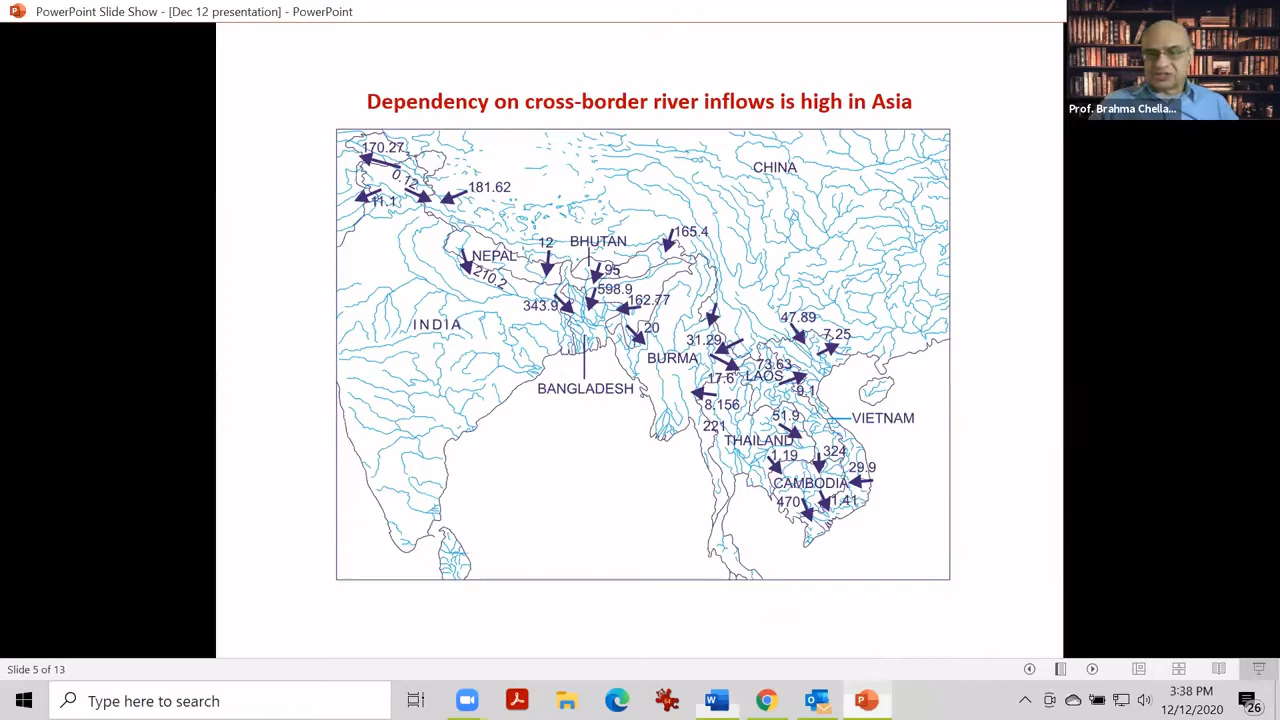 PowerPoint Slide Show - [Dec 12 presentation] - PowerPoint
Prof. Brahma Chella...
Dependency on cross-border river inflows is high in Asia
170.27
0.12
181.62
11.1
CHINA
165.4
12
BHUTAN
NEPAL
95
210.2
598.9
343.9
162.77
INDIA
20
47.89
7.25
31.29
BURMA
73.63
LAOS
17.6
BANGLADESH
9.1
8,156
51.9
VIETNAM
221
THAILAND
324
1.19
29.9
CAMBODIA
470
1.41
Slide 5 of 13
Type here to search
3:38 PM
12/12/2020
26